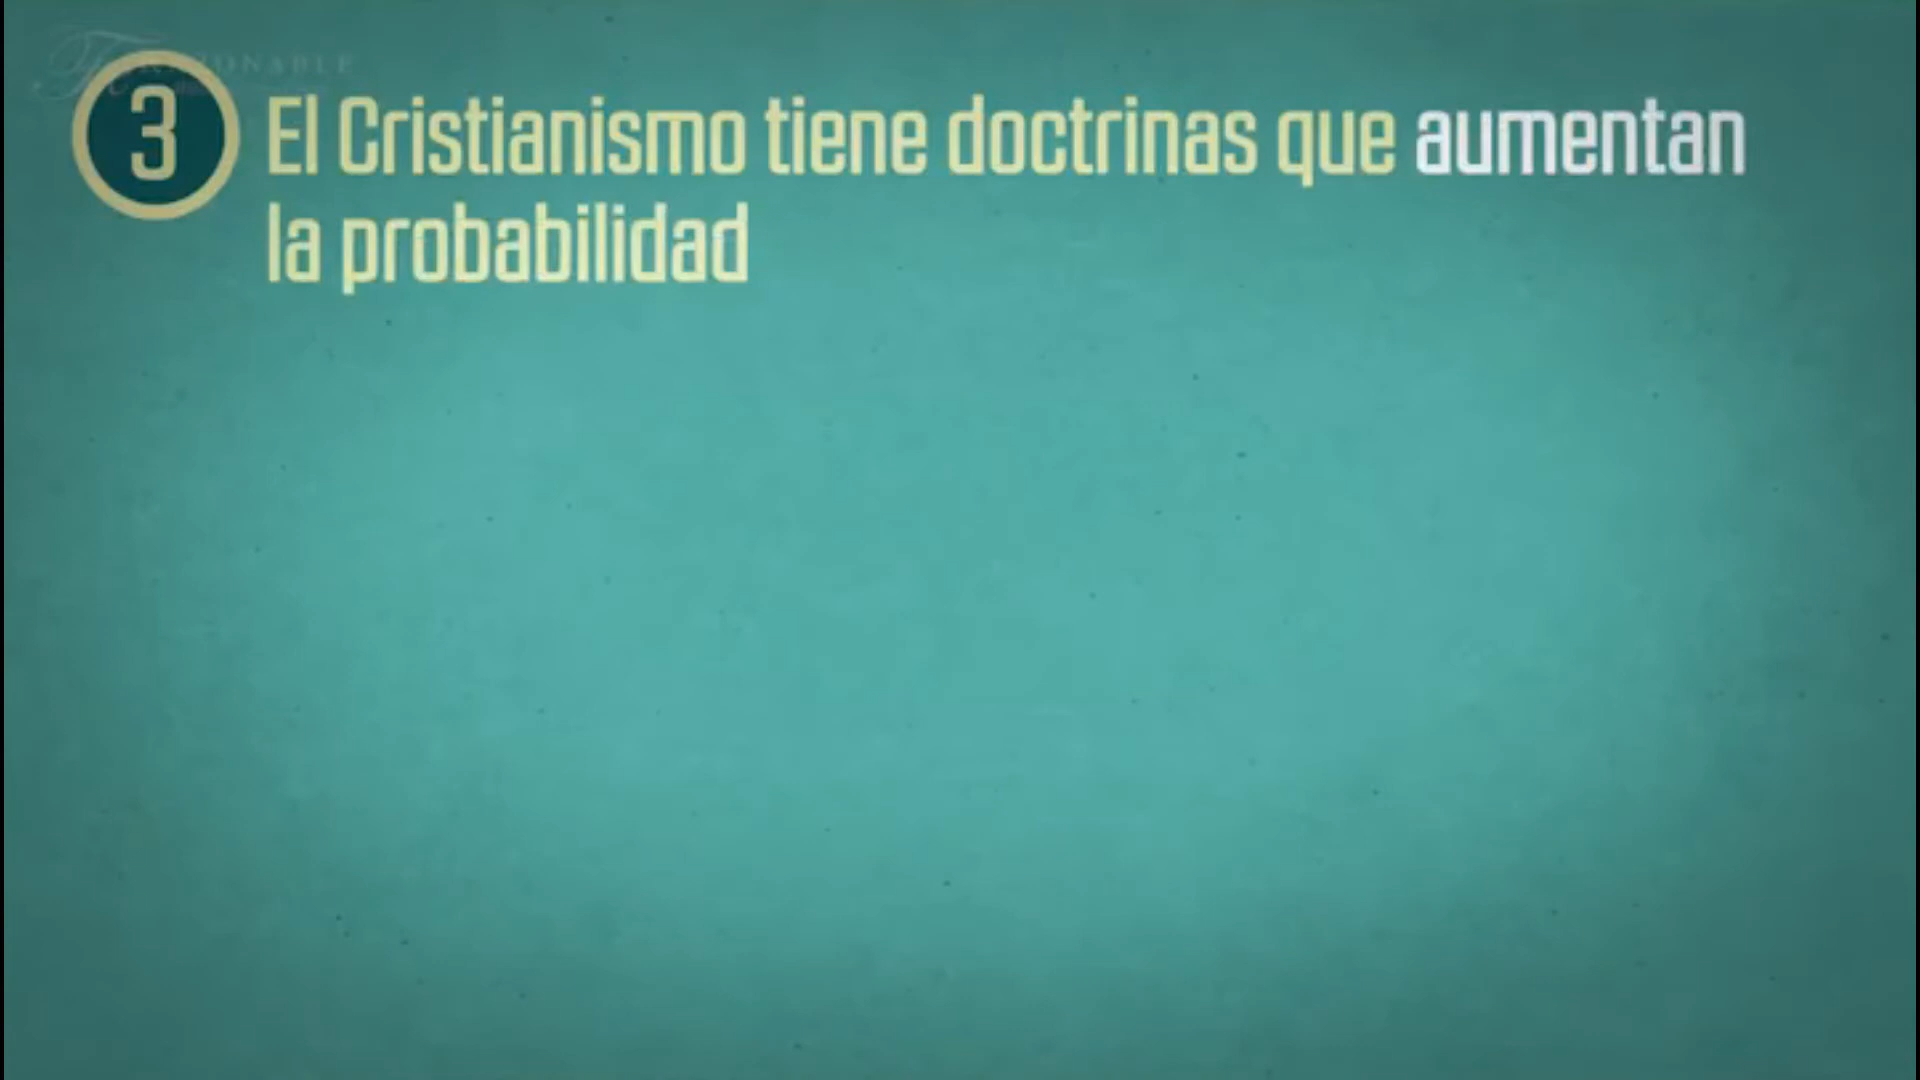 3
El Cristianismo tiene doctrinas que aumentan
la probabilidad